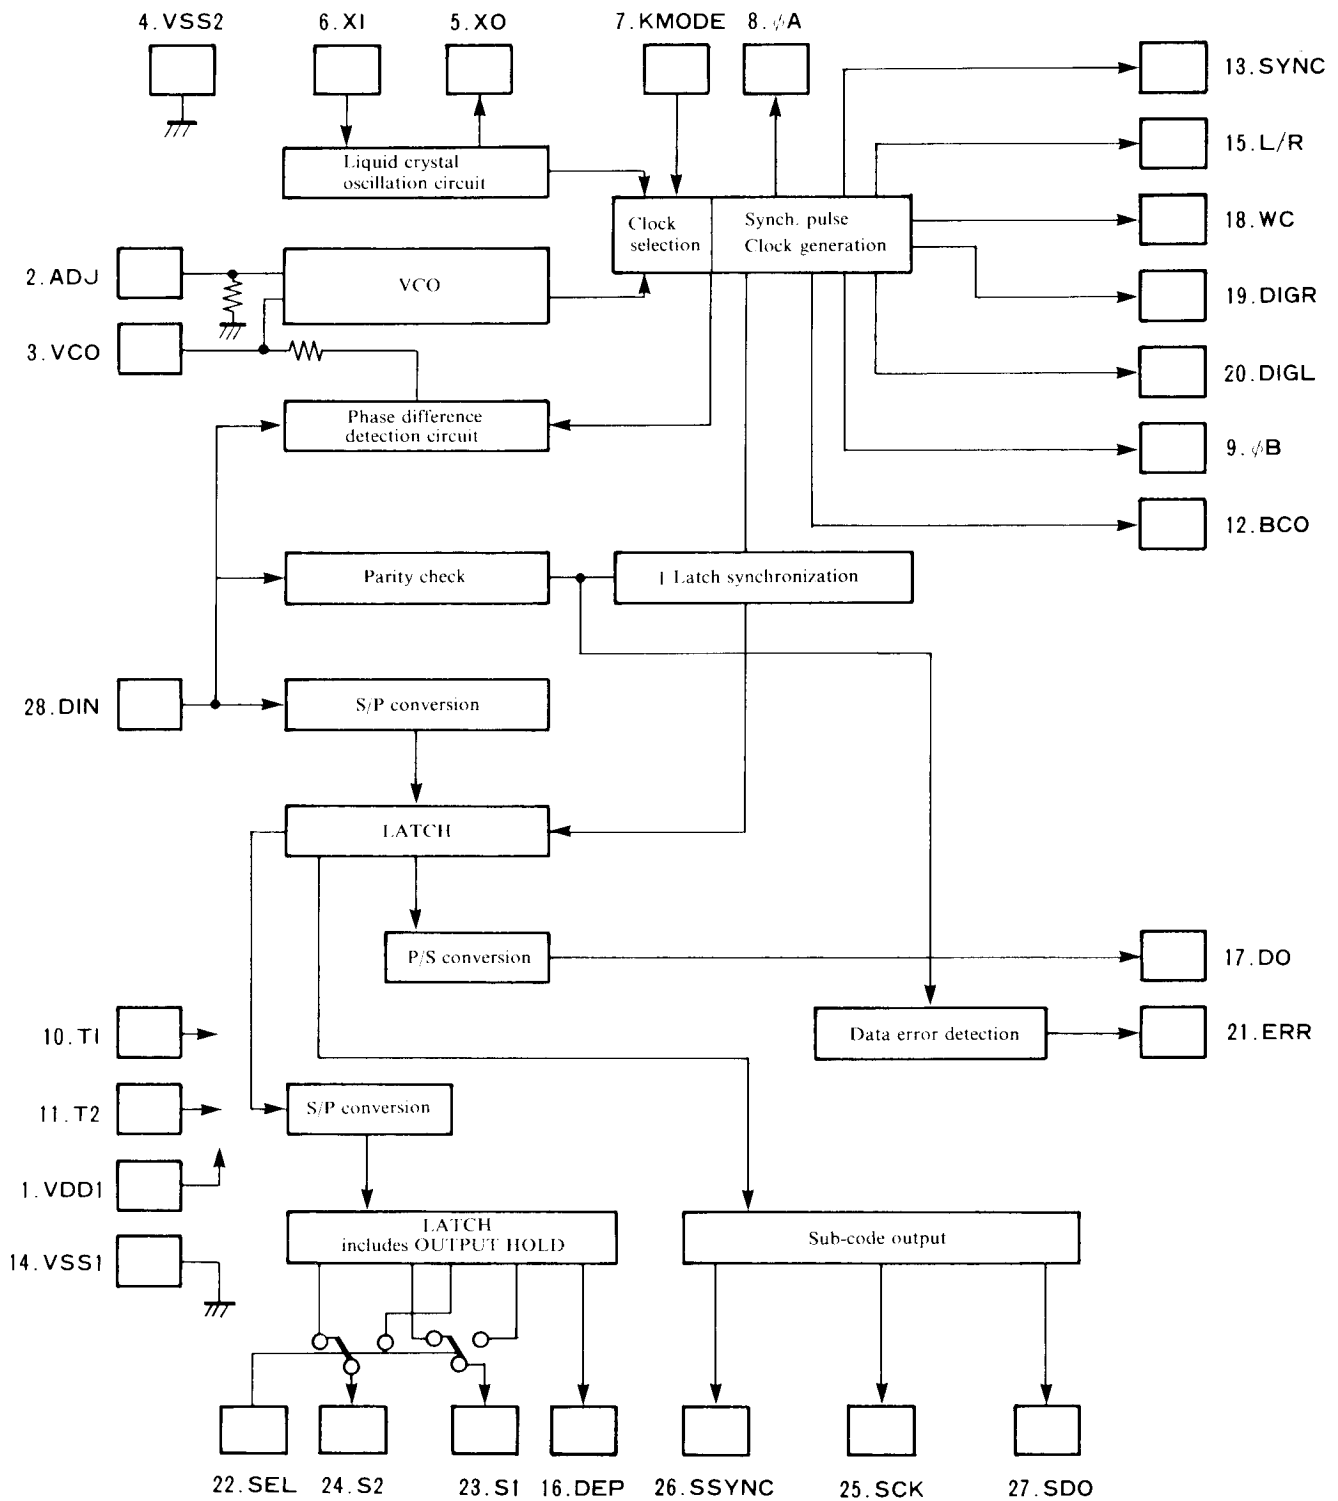 4.VSS2
6.XI
5.XO
7.KMODE
8.φA
13.SYNC
Liquid crystal
oscillation circuit
15.L/R
Clock
selection
Synch. pulse
Clock generation
18.WC
2.ADJ
VCO
19.DIGR
3.VCO
20.DIGL
Phase difference
detection circuit
9.φB
12.BCO
Parity check
Latch synchronization
28.DIN
S/P conversion
LATCH
P/S conversion
17.DO
10.T1
Data error detection
21.ERR
11.T2
S/P conversion
1.VDD1
LATCH
includes OUTPUT HOLD
Sub-code output
14.VSS1
22.SEL
24.S2
23.S1
16.DEP
26.SSYNC
25.SCK
27.SDO